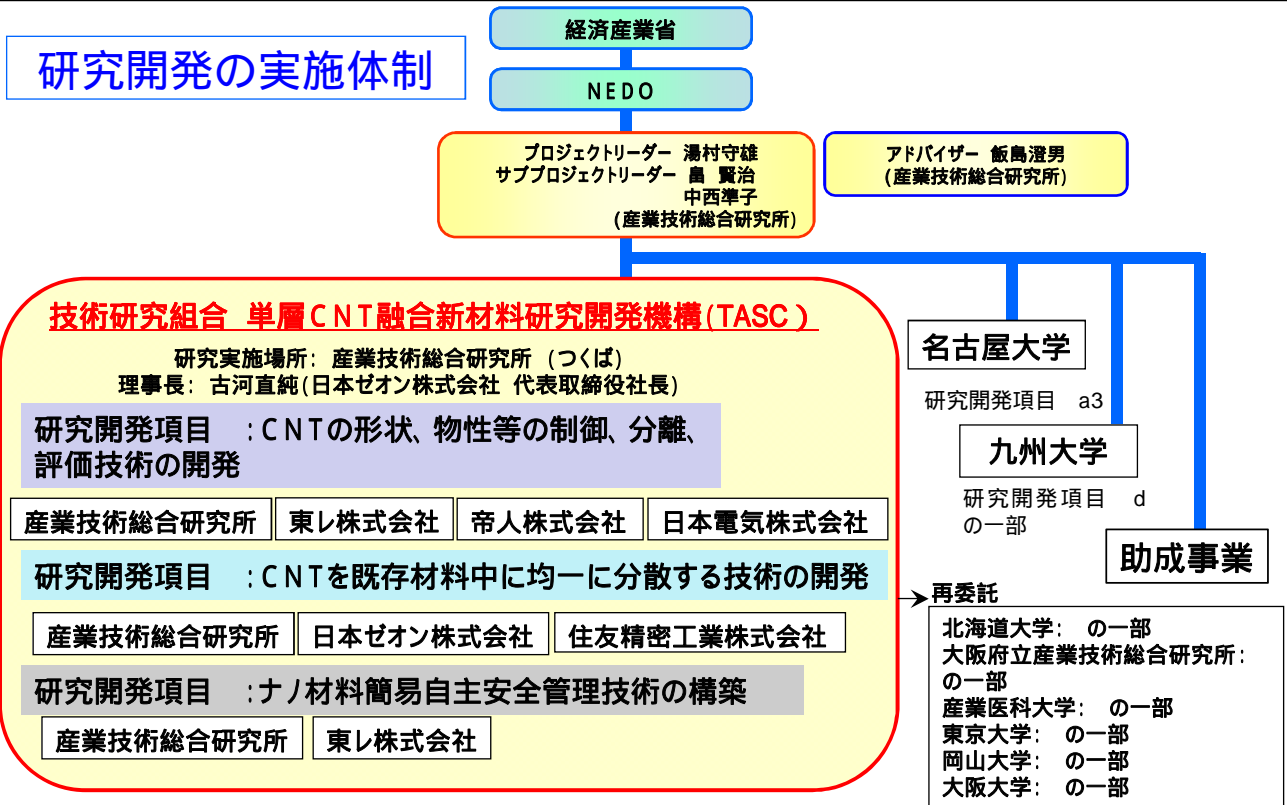 研究開発の実施体制
経済産業省
NEDO
プロジェクトリーダー 湯村守雄
サブプロジェクトリーダー 畠 賢治
中西準子
(産業技術総合研究所)
アドバイザー 飯島澄男
(産業技術総合研究所)
技術研究組合 単層CNT融合新材料研究開発機構(TASC)
研究実施場所: 産業技術総合研究所 (つくば)
理事長: 古河直純(日本ゼオン株式会社 代表取締役社長)
研究開発項目 :CNTの形状、物性等の制御、分離、
評価技術の開発
産業技術総合研究所 東レ株式会社 帝人株式会社 日本電気株式会社
研究開発項目 :CNTを既存材料中に均一に分散する技術の開発
産業技術総合研究所 日本ゼオン株式会社 住友精密工業株式会社
研究開発項目 :ナノ材料簡易自主安全管理技術の構築
産業技術総合研究所 東レ株式会社
名古屋大学
研究開発項目 a3
九州大学
研究開発項目 d
の一部
助成事業
再委託
北海道大学: の一部
大阪府立産業技術総合研究所:
の一部
産業医科大学: の一部
東京大学: の一部
岡山大学: の一部
大阪大学: の一部